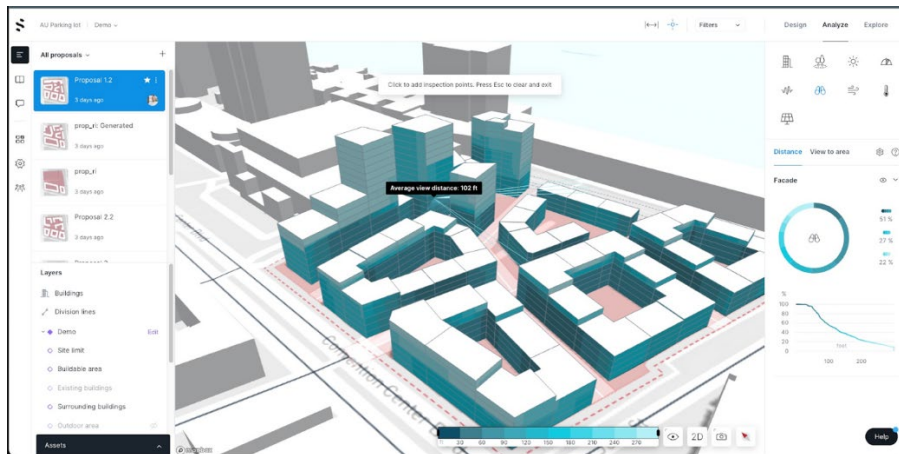 AU Parking lot
Demo
Filters
Design
Analyze
Explore
All proposals
Proposal 1.2
3 days ago
prop_ri: Generated
3 days ago
prop_ri
3 days ago
Proposal 2.2
3 days ago
Layers
Buildings
Division lines
Demo
Edit
Site limit
Buildable area
Existing buildings
Surrounding buildings
Outdoor area
Assets
Click to add inspection points. Press Esc to clear and exit
Average view distance: 102 ft
Convention Center
mapbox
30 60 90 120 150 180 210 240 270
2D
Distance
View to area
Facade
51 %
27 %
22 %
%
100
80
60
40
20
0
feet
100
200
Help